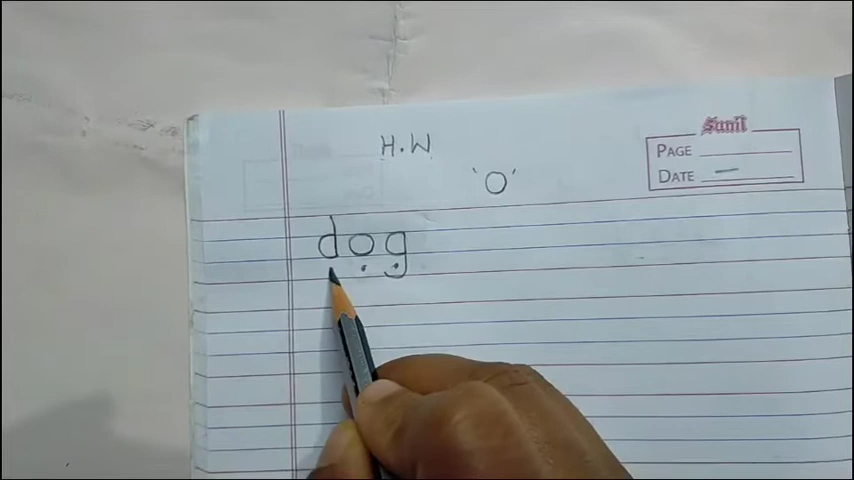 H.W
Sunil
PAGE
DATE —
'O'
dog